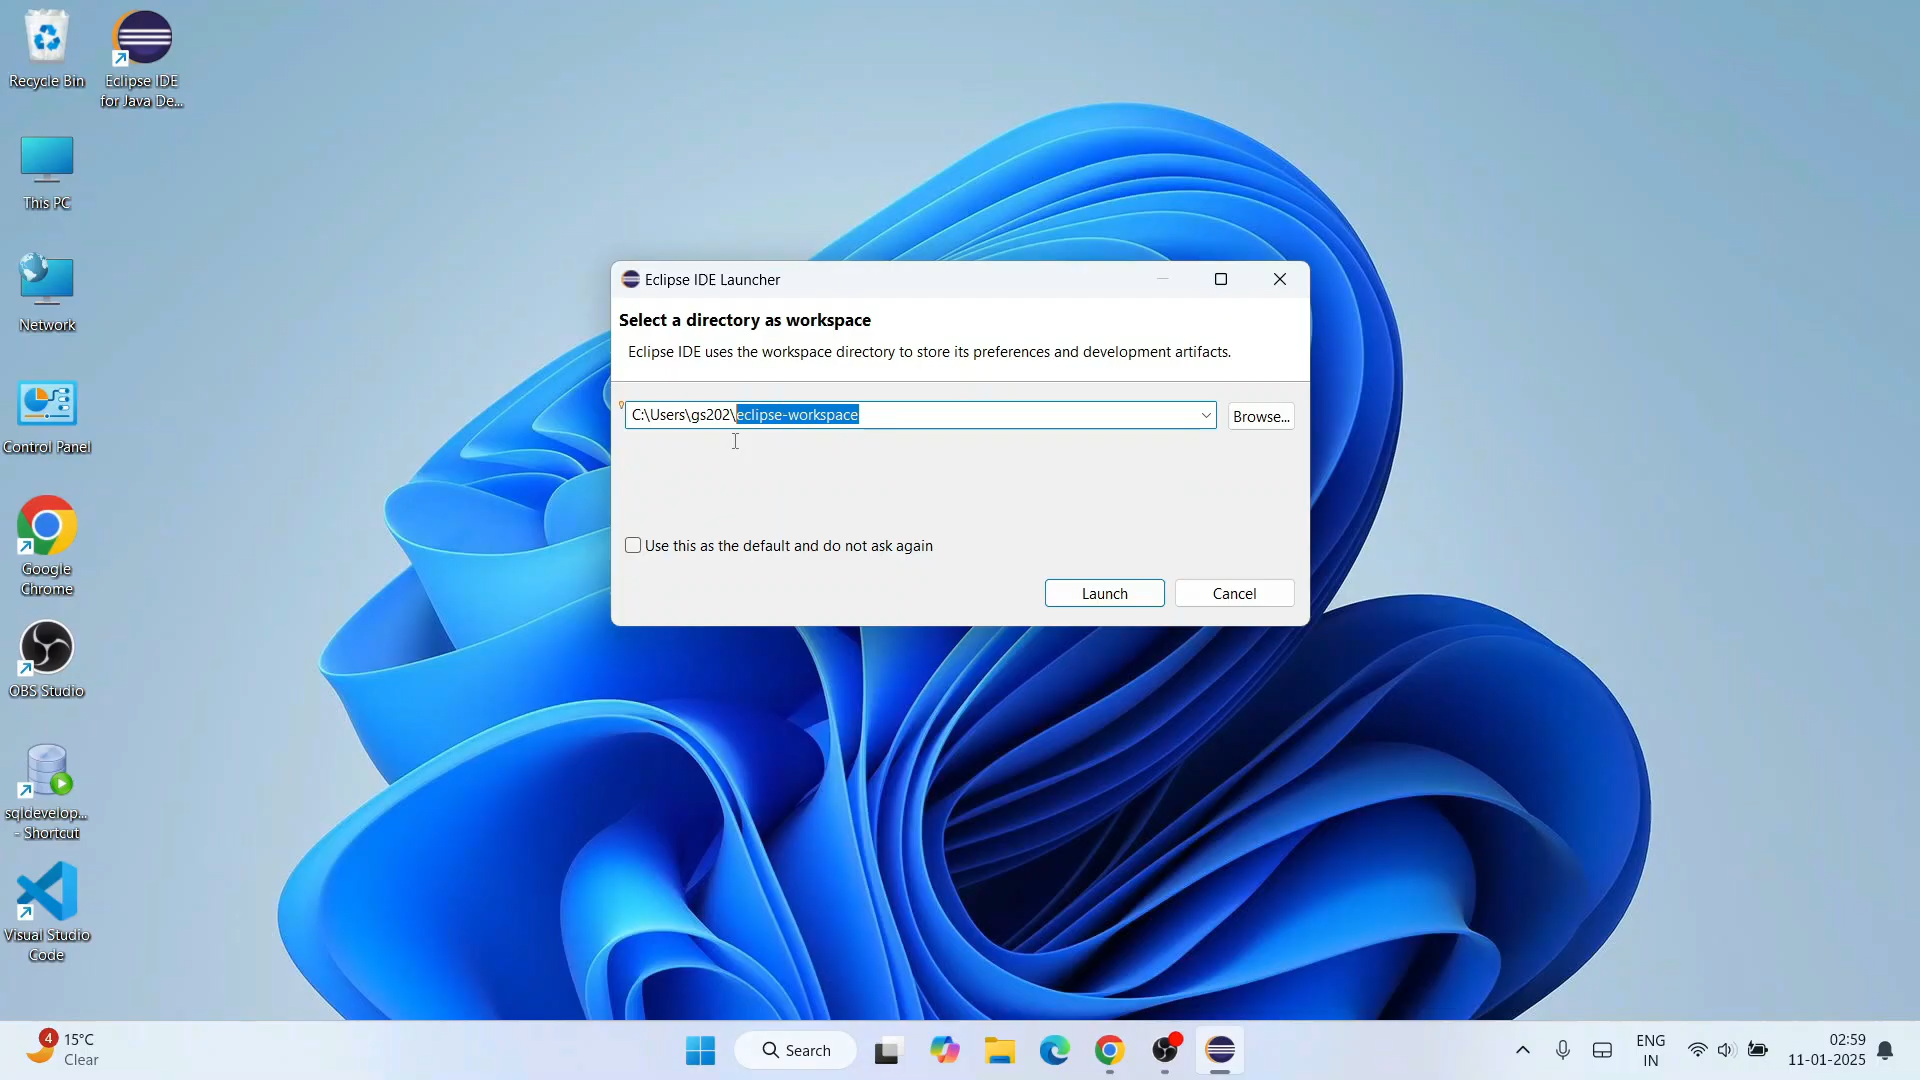 Recycle Bin
Eclipse IDE
for Java De...
This PC
Network
Control Panel
Google
Chrome
OBS Studio
sqldevelop...
- Shortcut
Visual Studio
Code
Eclipse IDE Launcher
Select a directory as workspace
Eclipse IDE uses the workspace directory to store its preferences and development artifacts.
C:\Users\gs202\eclipse-workspace
Browse...
Use this as the default and do not ask again
Launch
Cancel
4
15°C
Clear
Search
ENG
IN
02:59
11-01-2025